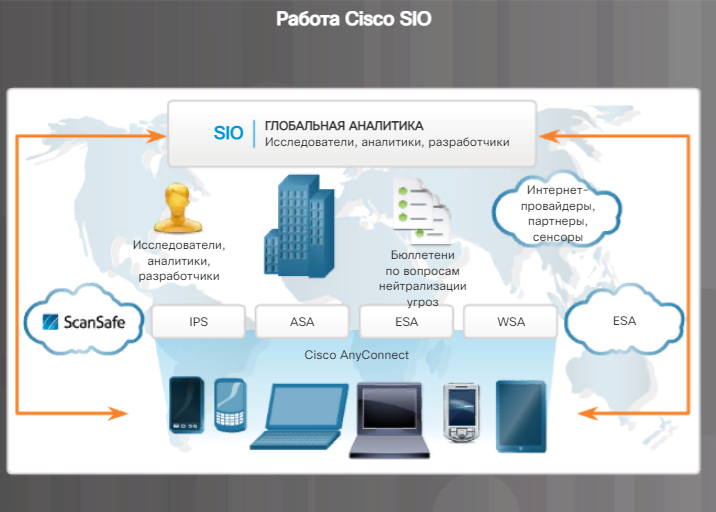 Работа Cisco SIO
SIO
ГЛОБАЛЬНАЯ АНАЛИТИКА
Исследователи, аналитики, разработчики
Исследователи,
аналитики,
разработчики
Бюллетени
по вопросам
нейтрализации
угроз
Интернет-
провайдеры,
партнеры,
сенсоры
ScanSafe
IPS
ASA
ESA
WSA
ESA
Cisco AnyConnect